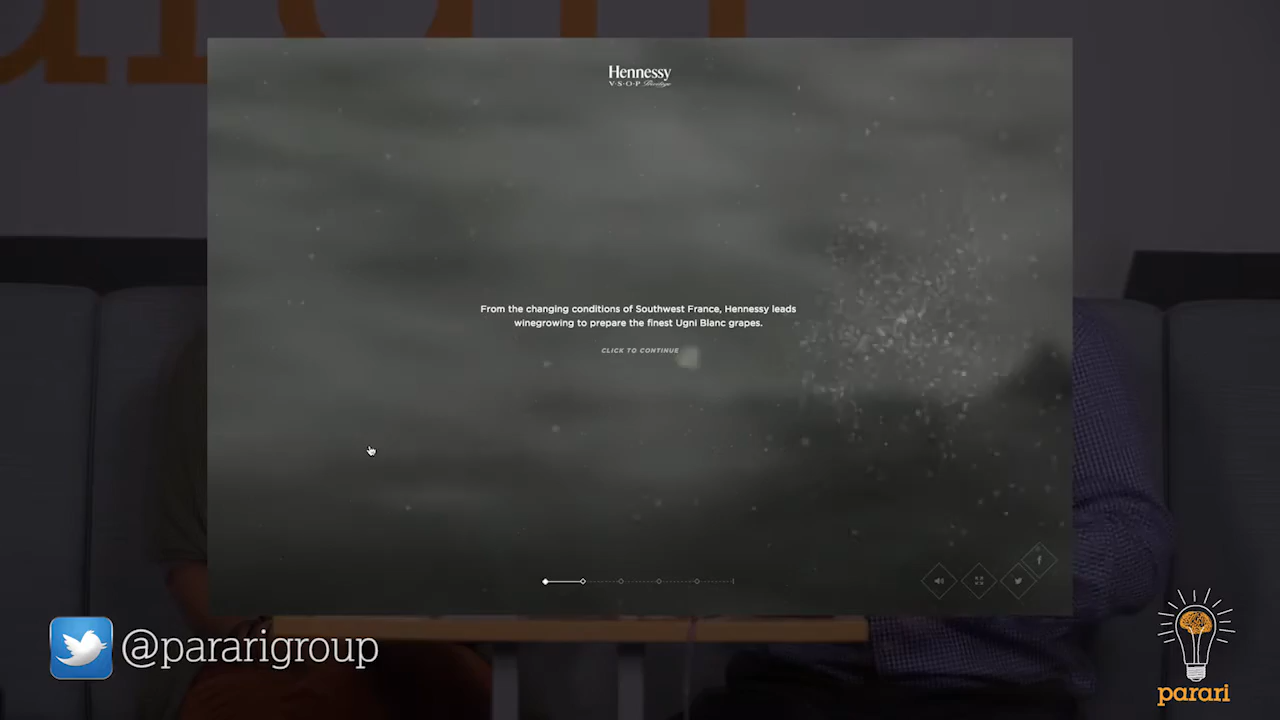 Hennessy
V·S·O·P Privilège
From the changing conditions of Southwest France, Hennessy leads
winegrowing to prepare the finest Ugni Blanc grapes.
CLICK TO CONTINUE
@pararigroup
parari